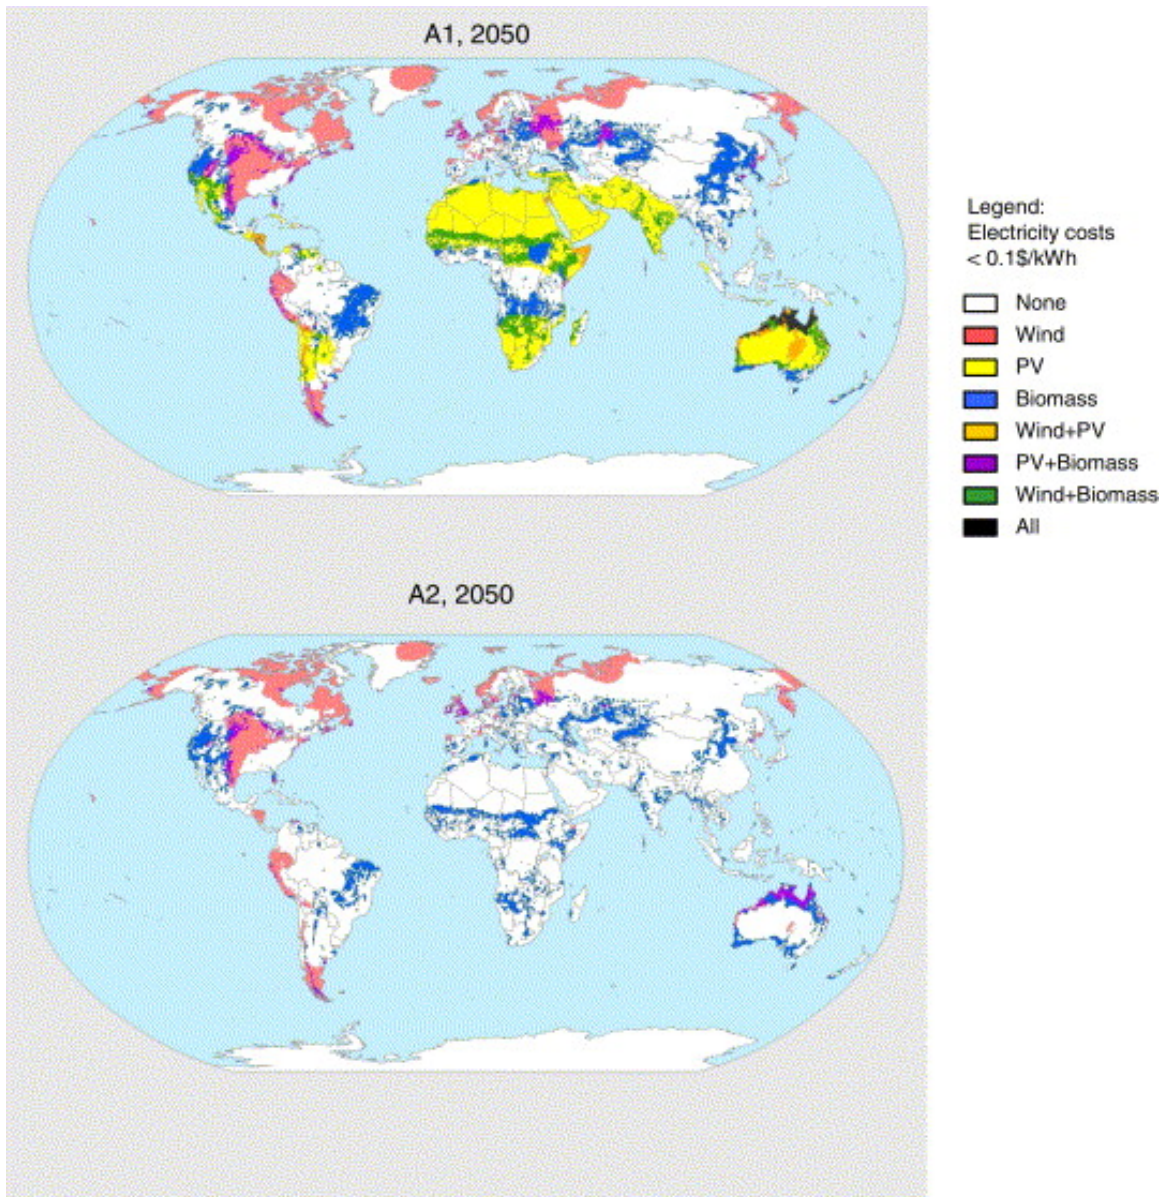 A1, 2050
Legend:
Electricity costs
< 0.1$/kWh
None
Wind
PV
Biomass
Wind+PV
PV+Biomass
Wind+Biomass
All
A2, 2050